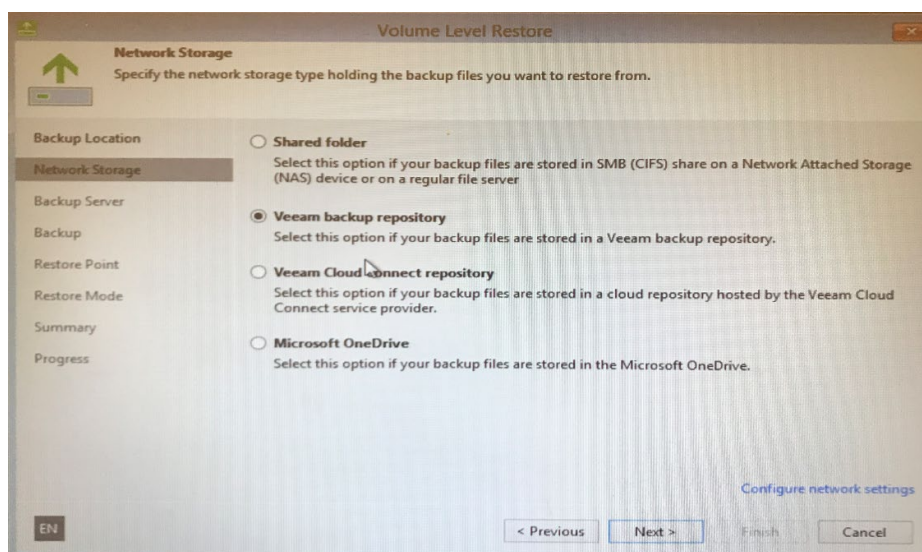 Volume Level Restore
Network Storage
Specify the network storage type holding the backup files you want to restore from.
Backup Location
Network Storage
Backup Server
Backup
Restore Point
Restore Mode
Summary
Progress
Shared folder
Select this option if your backup files are stored in SMB (CIFS) share on a Network Attached Storage
(NAS) device or on a regular file server
Veeam backup repository
Select this option if your backup files are stored in a Veeam backup repository.
Veeam Cloud Connect repository
Select this option if your backup files are stored in a cloud repository hosted by the Veeam Cloud
Connect service provider.
Microsoft OneDrive
Select this option if your backup files are stored in the Microsoft OneDrive.
Configure network settings
EN
< Previous
Next >
Finish
Cancel